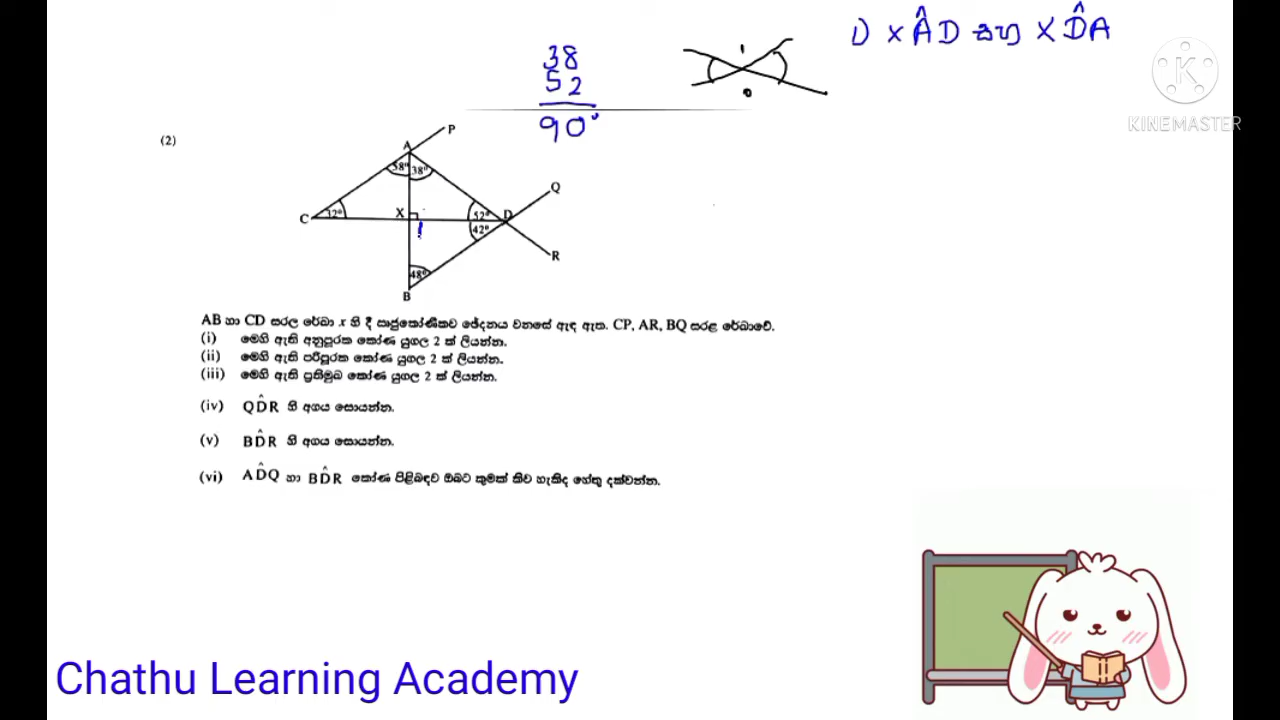 1) XÂD සහ XD̂A
38
52
90°
KINEMASTER
(2)
P
A
58° 38°
Q
C 32° X 52° D
42°
R
48°
B
AB හා CD සරල රේඛා x හි දී ඍජුකෝණීකව ඡේදනය වනසේ ඇඳ ඇත. CP, AR, BQ සරළ රේඛාවේ.
(i) මෙහි ඇති අනුපූරක කෝණ යුගල 2 ක් ලියන්න.
(ii) මෙහි ඇති පරිපූරක කෝණ යුගල 2 ක් ලියන්න.
(iii) මෙහි ඇති ප්‍රතිමුඛ කෝණ යුගල 2 ක් ලියන්න.
(iv) QD̂R හි අගය සොයන්න.
(v) BD̂R හි අගය සොයන්න.
(vi) AD̂Q හා BD̂R කෝණ පිළිබඳව ඔබට කුමක් කිව හැකිද හේතු දක්වන්න.
Chathu Learning Academy